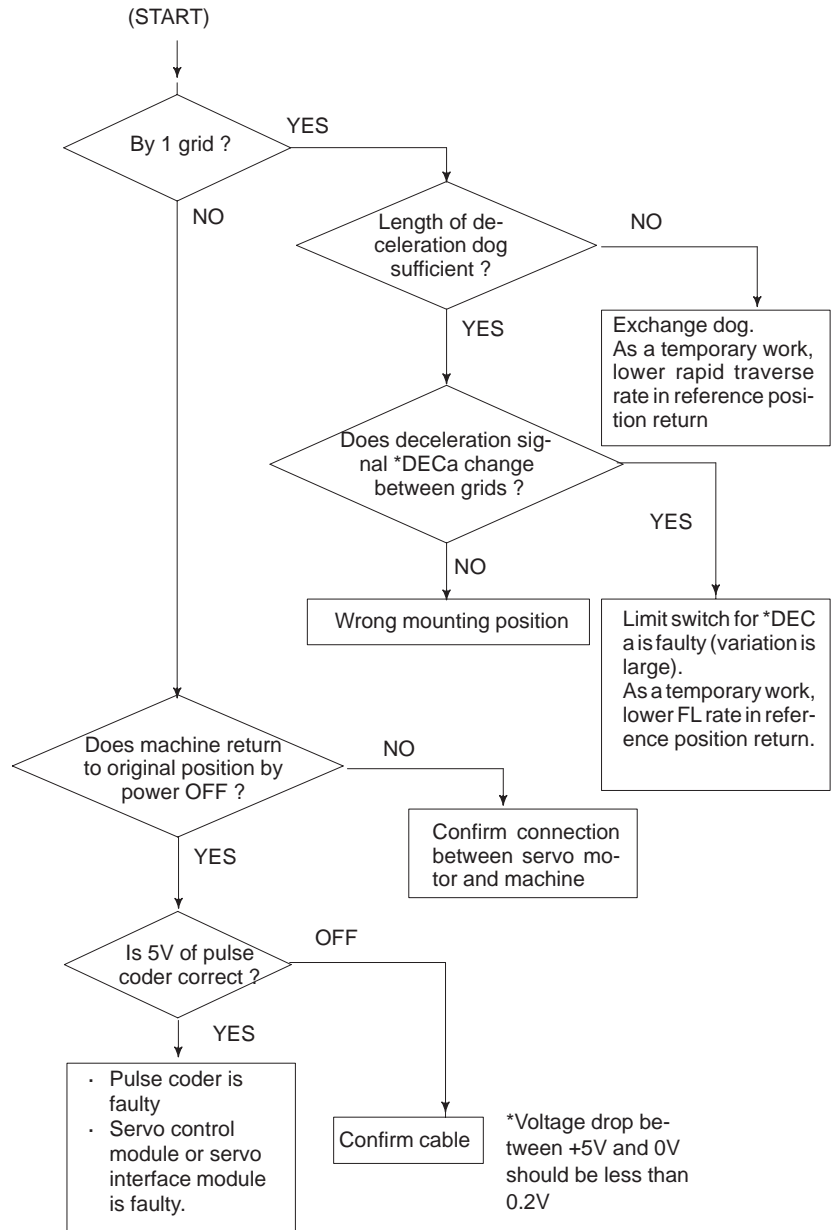 (START)
By 1 grid ?
YES
NO
Length of de-
celeration dog
sufficient ?
NO
YES
Exchange dog.
As a temporary work,
lower rapid traverse
rate in reference posi-
tion return
Does deceleration sig-
nal *DECa change
between grids ?
YES
NO
Wrong mounting position
Limit switch for *DEC
a is faulty (variation is
large).
As a temporary work,
lower FL rate in refer-
ence position return.
Does machine return
to original position by
power OFF ?
NO
YES
Confirm connection
between servo mo-
tor and machine
Is 5V of pulse
coder correct ?
OFF
YES
· Pulse coder is
faulty
· Servo control
module or servo
interface module
is faulty.
Confirm cable
*Voltage drop be-
tween +5V and 0V
should be less than
0.2V